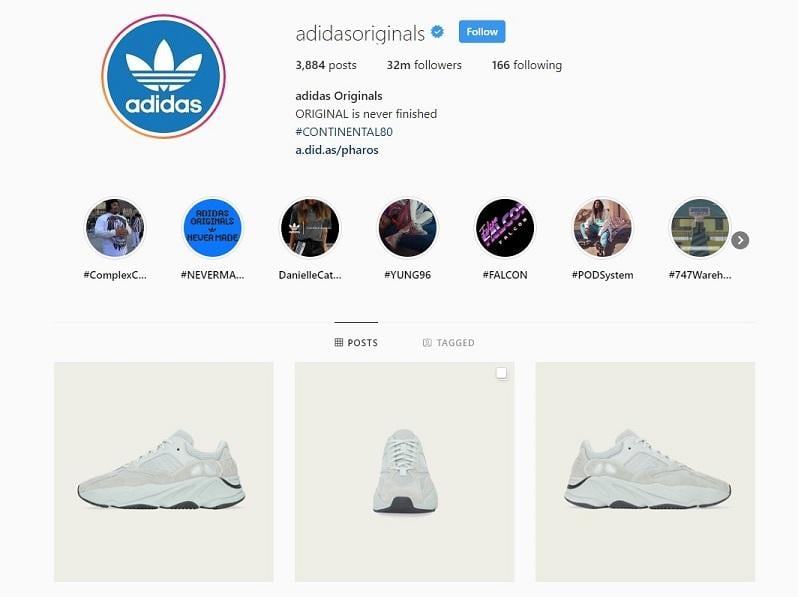 adidas
adidasoriginals Follow
3,884 posts 32m followers 166 following
adidas Originals
ORIGINAL is never finished
#CONTINENTAL80
a.did.as/pharos
ADIDAS
ORIGINALS
NEVER MADE
FALCON
#ComplexC... #NEVERMA... DanielleCat... #YUNG96 #FALCON #PODSystem #747Wareh...
POSTS TAGGED